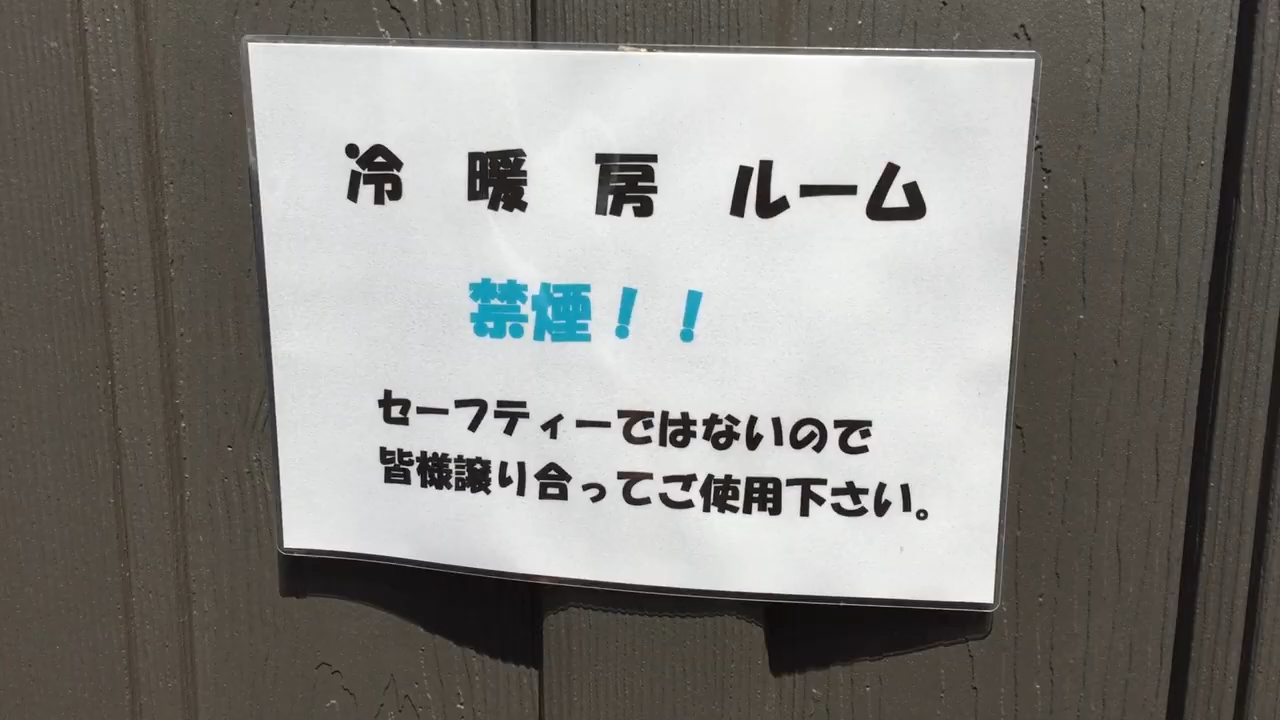 冷 暖 房 ルーム
禁煙！！
セーフティーではないので
皆様譲り合ってご使用下さい。